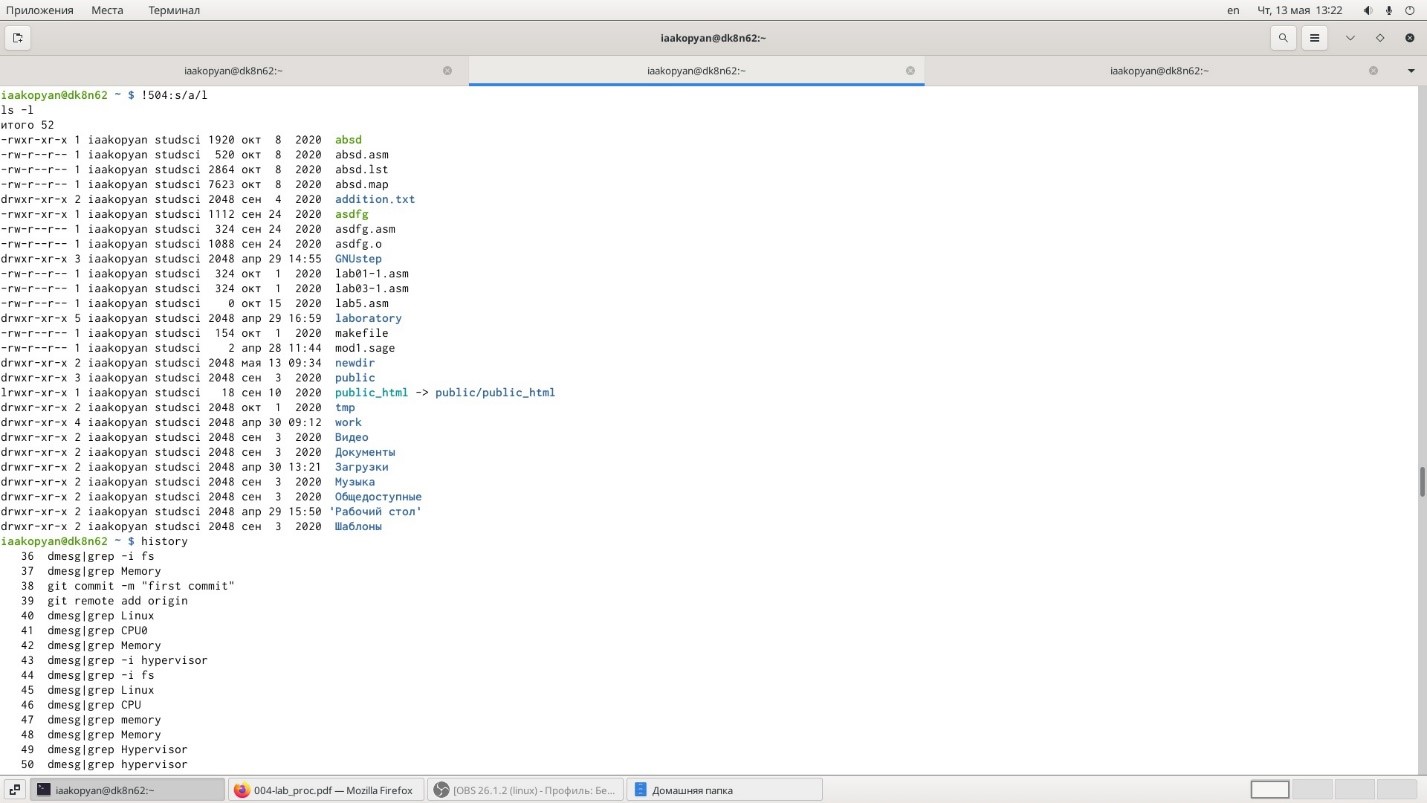 Приложения Места Терминал en Чт, 13 мая 13:22
iaakopyan@dk8n62:~
iaakopyan@dk8n62:~ iaakopyan@dk8n62:~ iaakopyan@dk8n62:~
iaakopyan@dk8n62 ~ $ !504:s/a/l
ls -l
итого 52
-rwxr-xr-x 1 iaakopyan studsci 1920 окт  8  2020  absd
-rw-r--r-- 1 iaakopyan studsci  520 окт  8  2020  absd.asm
-rw-r--r-- 1 iaakopyan studsci 2864 окт  8  2020  absd.lst
-rw-r--r-- 1 iaakopyan studsci 7623 окт  8  2020  absd.map
drwxr-xr-x 2 iaakopyan studsci 2048 сен  4  2020  addition.txt
-rwxr-xr-x 1 iaakopyan studsci 1112 сен 24  2020  asdfg
-rw-r--r-- 1 iaakopyan studsci  324 сен 24  2020  asdfg.asm
-rw-r--r-- 1 iaakopyan studsci 1088 сен 24  2020  asdfg.o
drwxr-xr-x 3 iaakopyan studsci 2048 апр 29 14:55  GNUstep
-rw-r--r-- 1 iaakopyan studsci  324 окт  1  2020  lab01-1.asm
-rw-r--r-- 1 iaakopyan studsci  324 окт  1  2020  lab03-1.asm
-rw-r--r-- 1 iaakopyan studsci    0 окт 15  2020  lab5.asm
drwxr-xr-x 5 iaakopyan studsci 2048 апр 29 16:59  laboratory
-rw-r--r-- 1 iaakopyan studsci  154 окт  1  2020  makefile
-rw-r--r-- 1 iaakopyan studsci    2 апр 28 11:44  mod1.sage
drwxr-xr-x 2 iaakopyan studsci 2048 мая 13 09:34  newdir
drwxr-xr-x 3 iaakopyan studsci 2048 сен  3  2020  public
lrwxr-xr-x 1 iaakopyan studsci   18 сен 10  2020  public_html -> public/public_html
drwxr-xr-x 2 iaakopyan studsci 2048 окт  1  2020  tmp
drwxr-xr-x 4 iaakopyan studsci 2048 апр 30 09:12  work
drwxr-xr-x 2 iaakopyan studsci 2048 сен  3  2020  Видео
drwxr-xr-x 2 iaakopyan studsci 2048 сен  3  2020  Документы
drwxr-xr-x 2 iaakopyan studsci 2048 апр 30 13:21  Загрузки
drwxr-xr-x 2 iaakopyan studsci 2048 сен  3  2020  Музыка
drwxr-xr-x 2 iaakopyan studsci 2048 сен  3  2020  Общедоступные
drwxr-xr-x 2 iaakopyan studsci 2048 апр 29 15:50 'Рабочий стол'
drwxr-xr-x 2 iaakopyan studsci 2048 сен  3  2020  Шаблоны
iaakopyan@dk8n62 ~ $ history
36  dmesg|grep -i fs
37  dmesg|grep Memory
38  git commit -m "first commit"
39  git remote add origin
40  dmesg|grep Linux
41  dmesg|grep CPU0
42  dmesg|grep Memory
43  dmesg|grep -i hypervisor
44  dmesg|grep -i fs
45  dmesg|grep Linux
46  dmesg|grep CPU
47  dmesg|grep memory
48  dmesg|grep Memory
49  dmesg|grep Hypervisor
50  dmesg|grep hypervisor
iaakopyan@dk8n62:~ 004-lab_proc.pdf — Mozilla Firefox [OBS 26.1.2 (linux) - Профиль: Бе... Домашняя папка